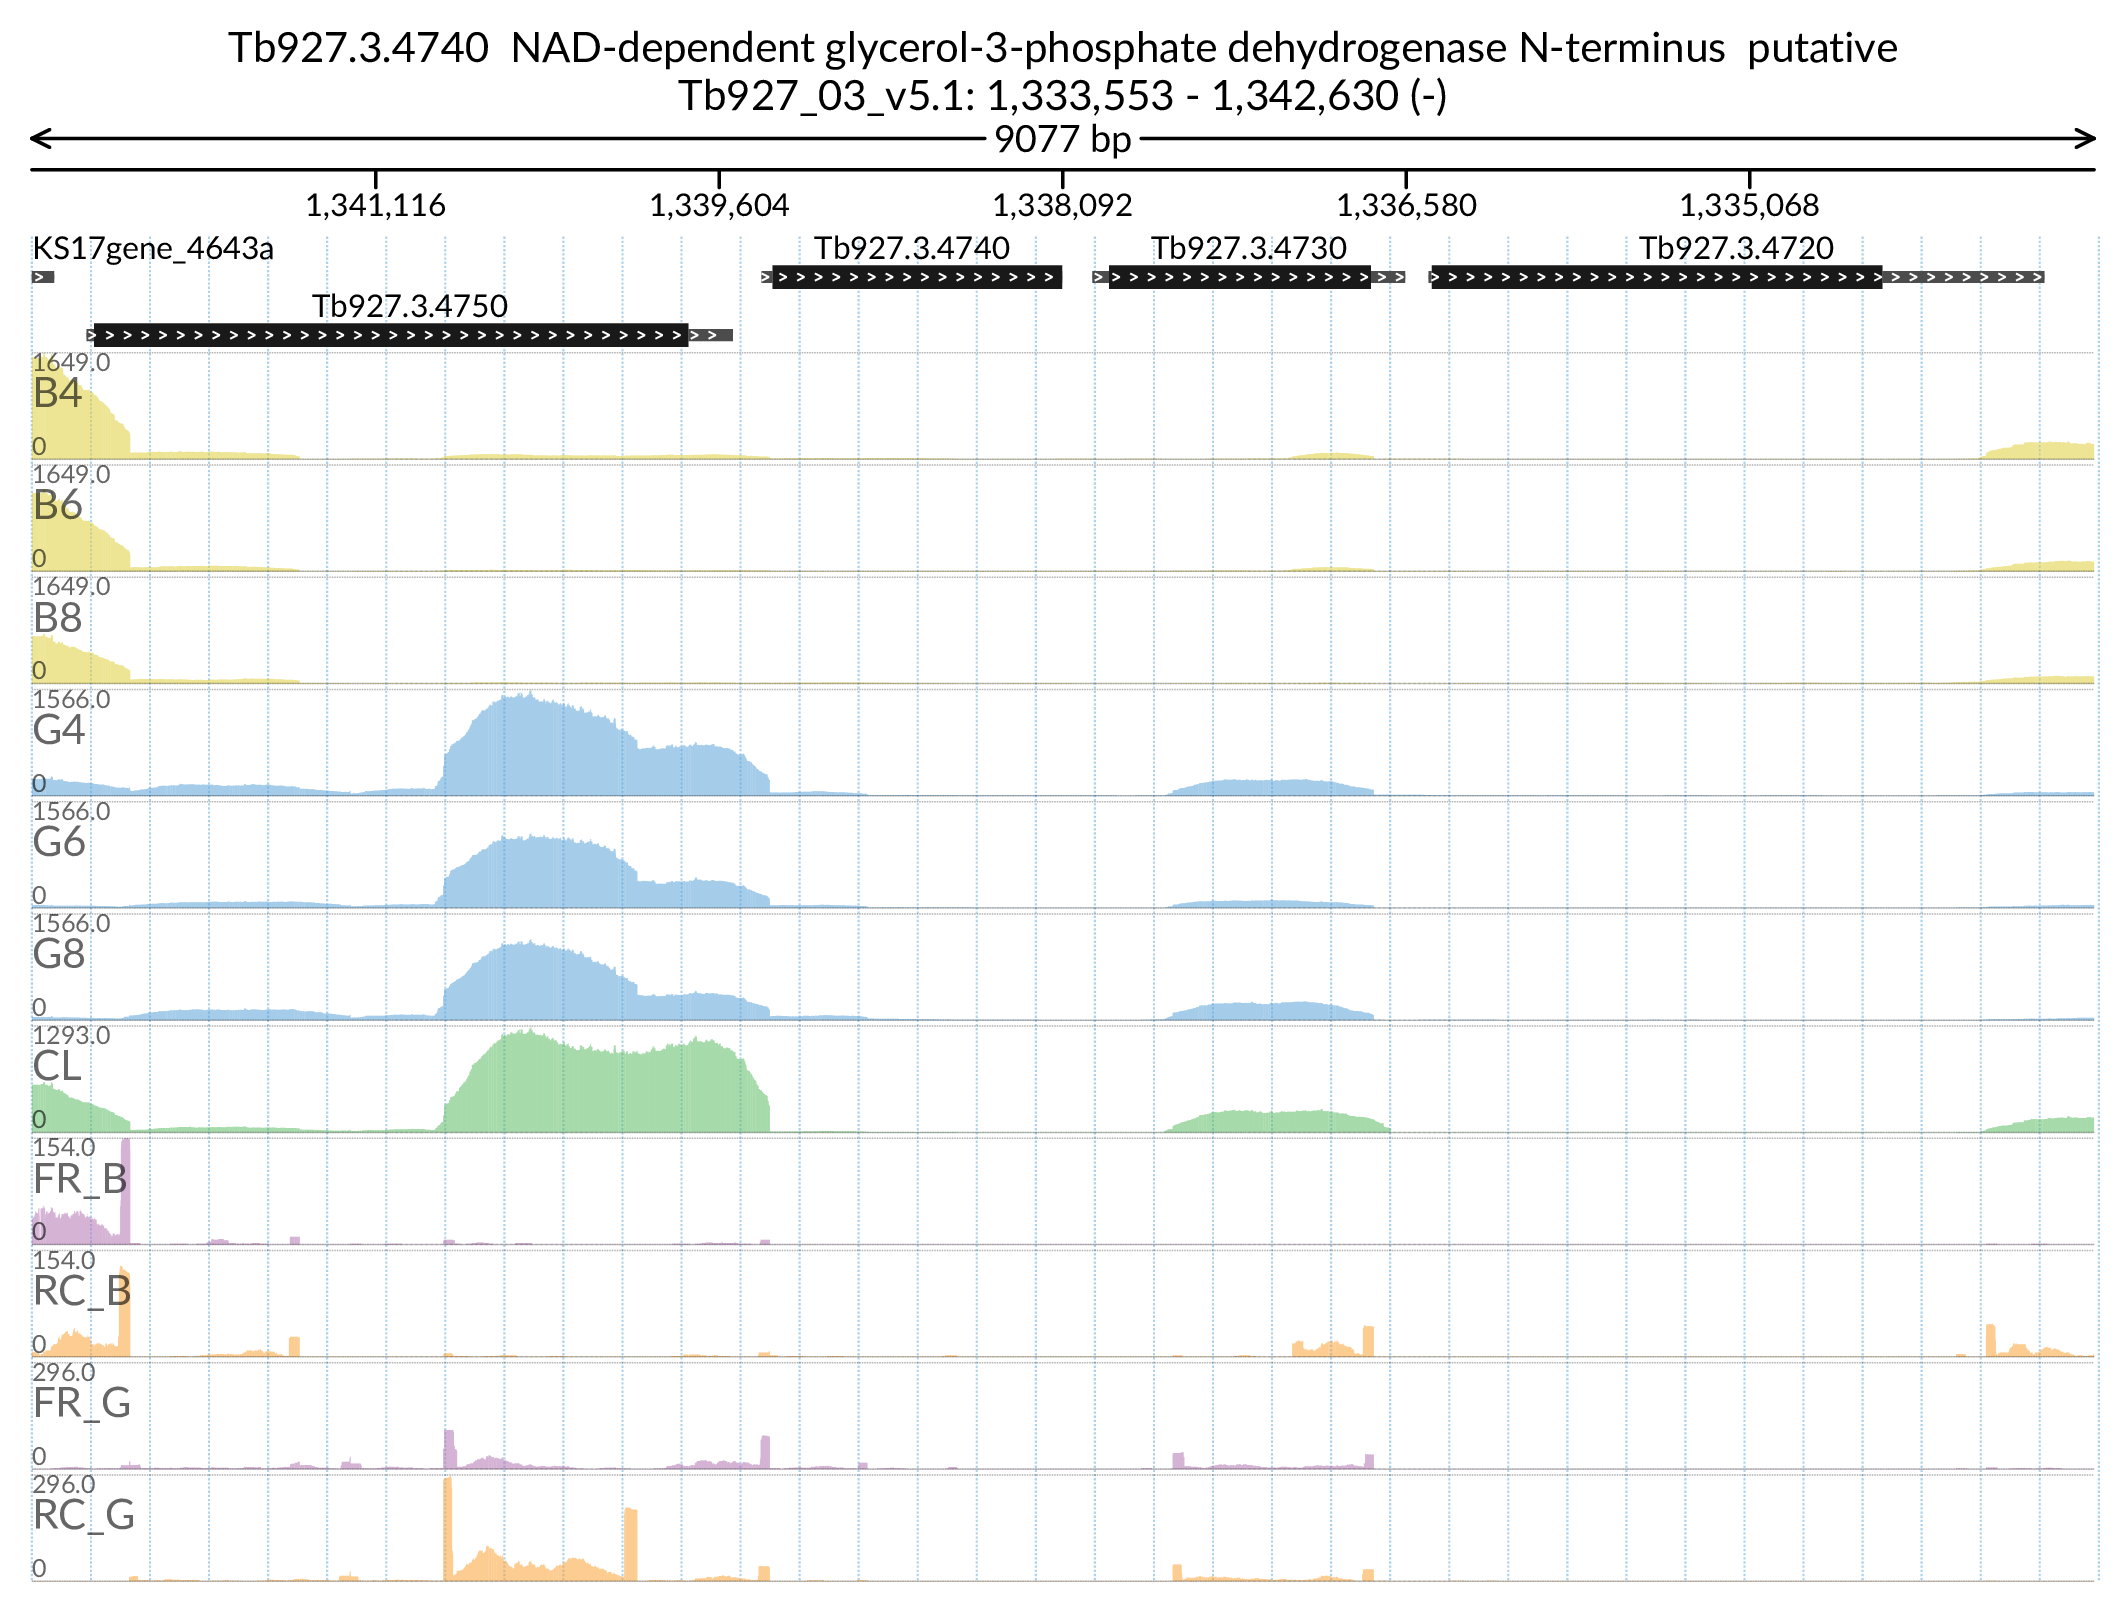 Tb927.3.4740  NAD-dependent glycerol-3-phosphate dehydrogenase N-terminus  putative
Tb927_03_v5.1: 1,333,553 - 1,342,630 (-)
9077 bp
1,341,116 1,339,604 1,338,092 1,336,580 1,335,068
KS17gene_4643a Tb927.3.4740 Tb927.3.4730 Tb927.3.4720
Tb927.3.4750
1649.0
B4
0
1649.0
B6
0
1649.0
B8
0
1566.0
G4
0
1566.0
G6
0
1566.0
G8
0
1293.0
CL
0
154.0
FR_B
0
154.0
RC_B
0
296.0
FR_G
0
296.0
RC_G
0